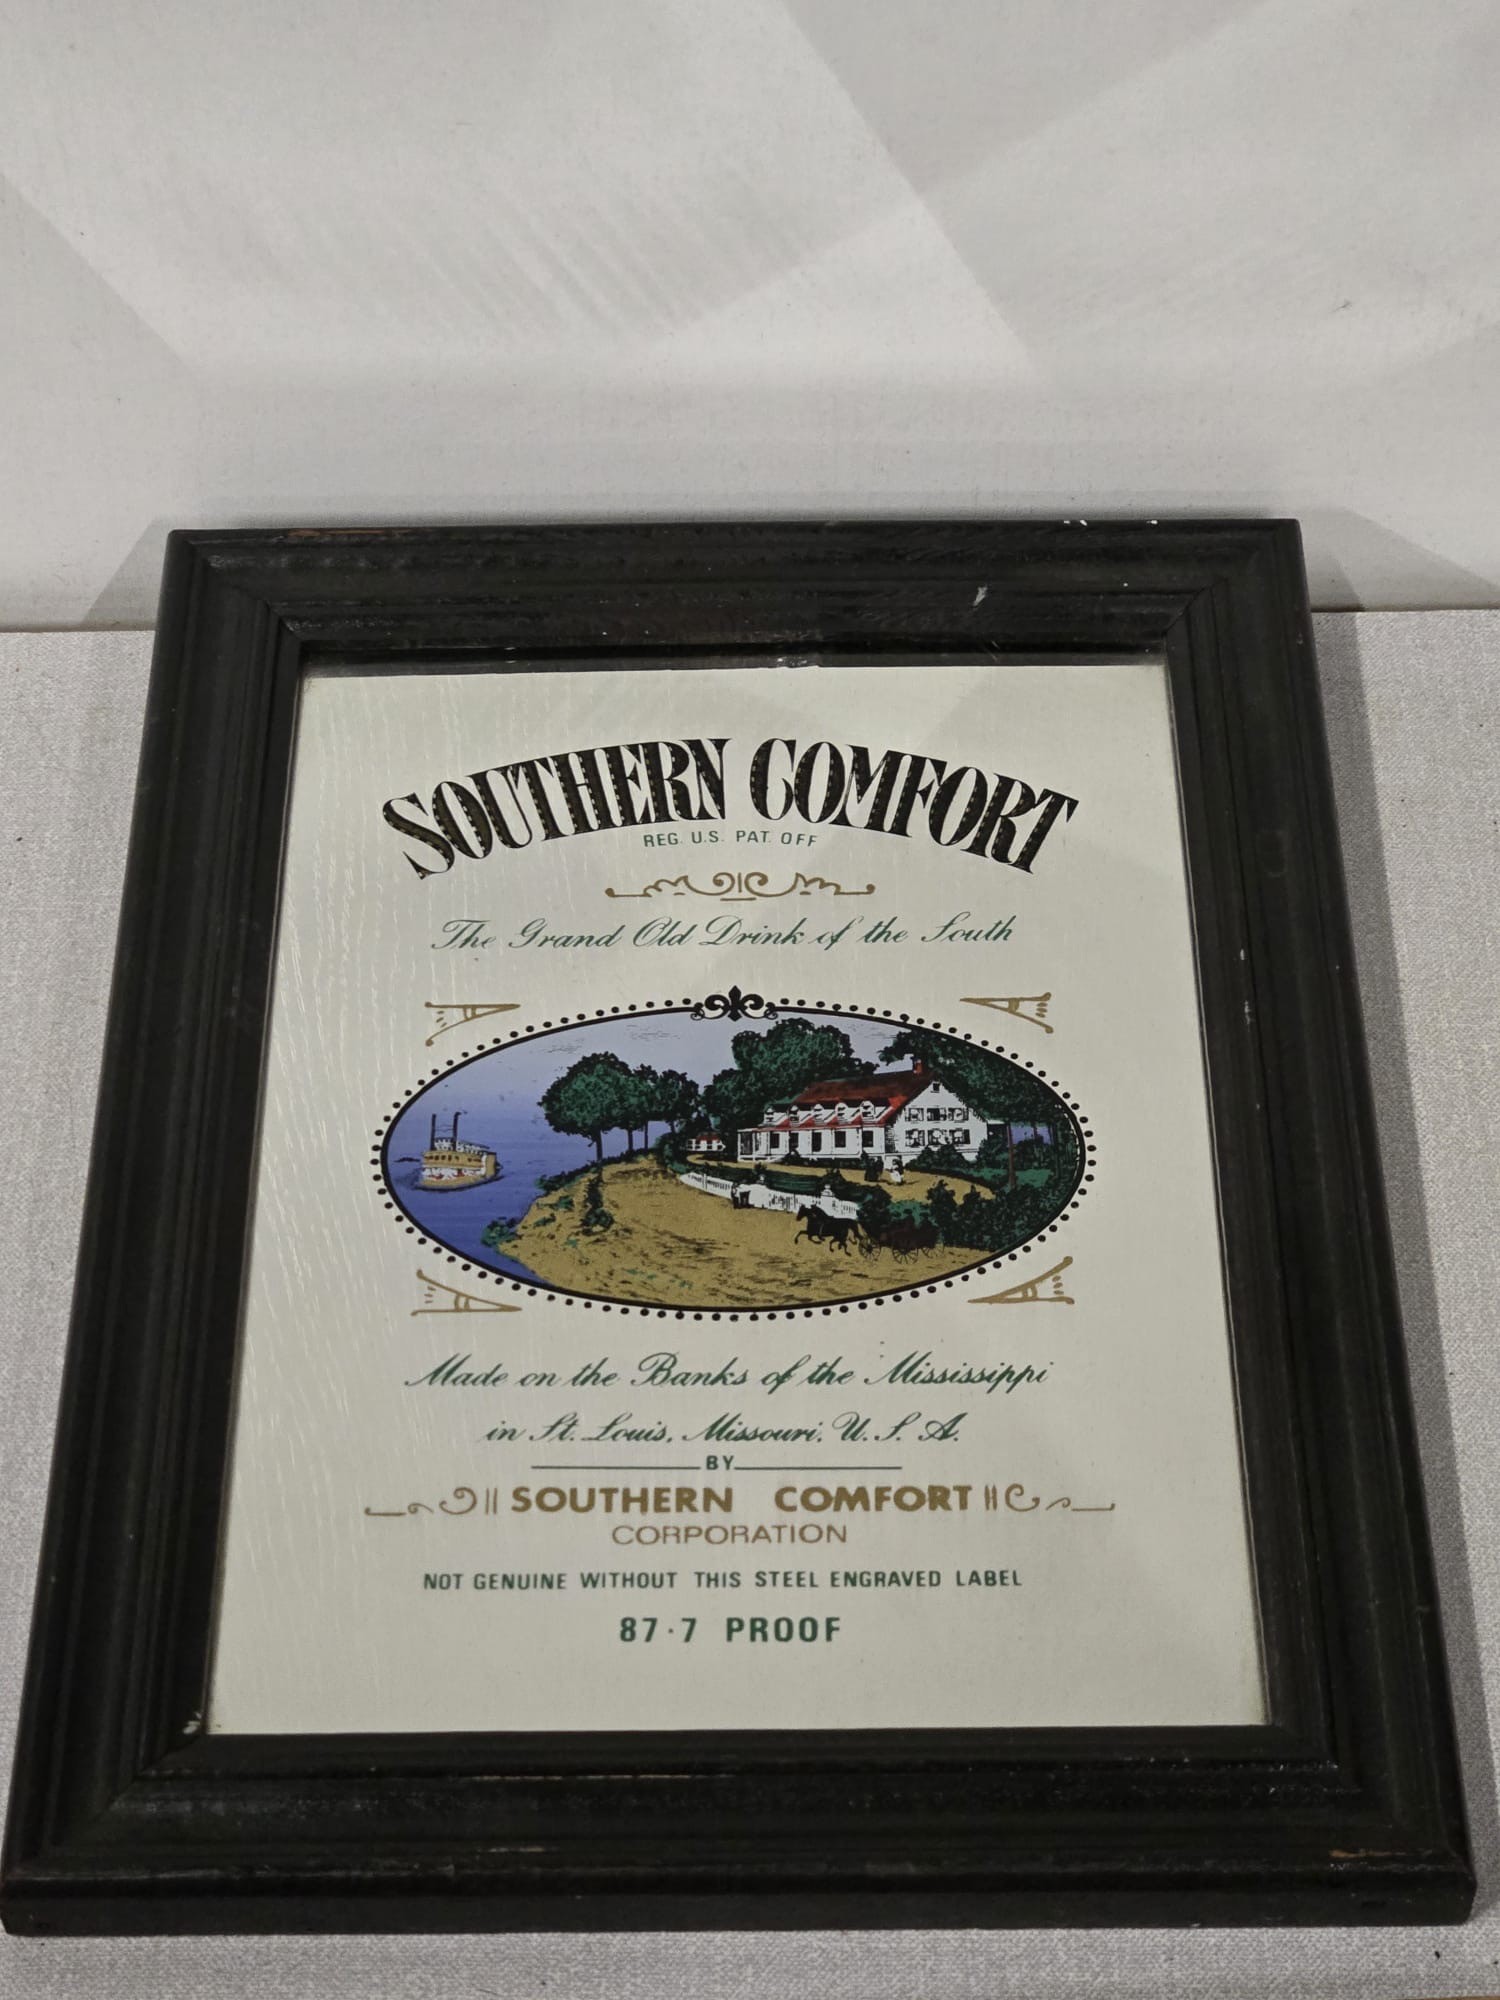 SOUTHERN COMFORT
REG. U.S. PAT. OFF
The Grand Old Drink of the South
Made on the Banks of the Mississippi
in St. Louis, Missouri, U. S. A.
BY
SOUTHERN COMFORT
CORPORATION
NOT GENUINE WITHOUT THIS STEEL ENGRAVED LABEL
87·7 PROOF